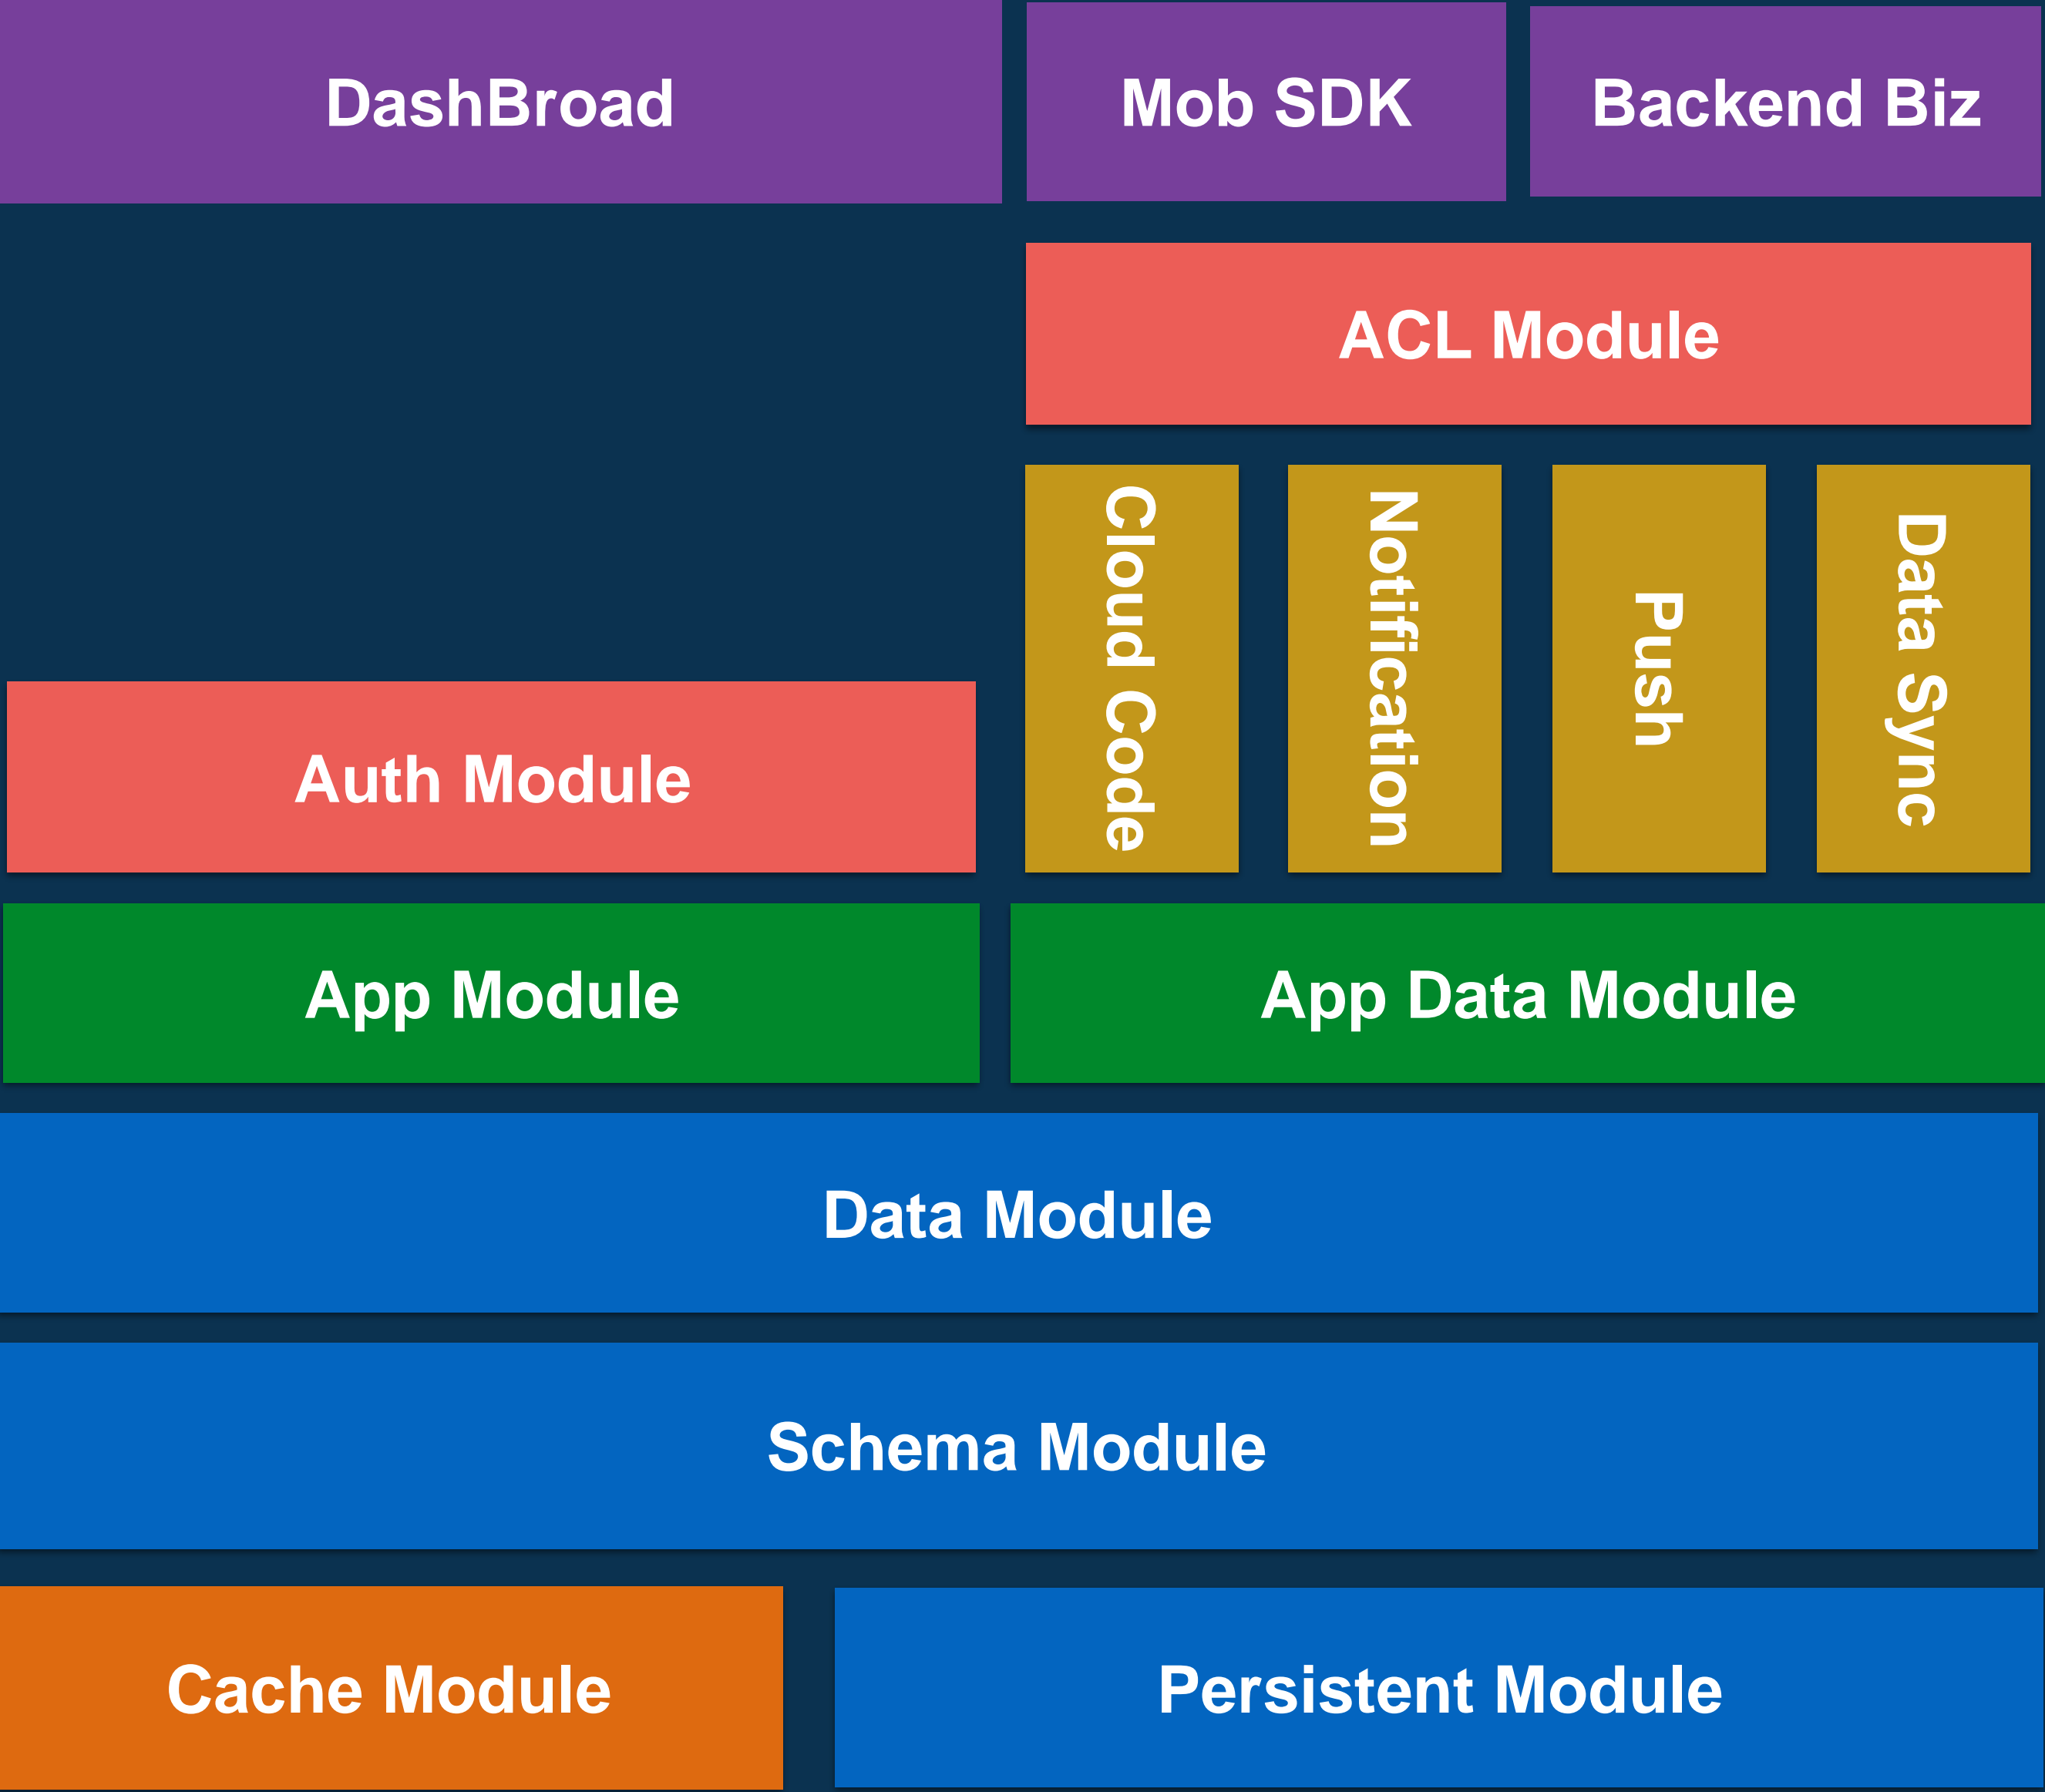 DashBroad
Mob SDK
Backend Biz
ACL Module
Cloud Code
Notification
Push
Data Sync
Auth Module
App Module
App Data Module
Data Module
Schema Module
Cache Module
Persistent Module